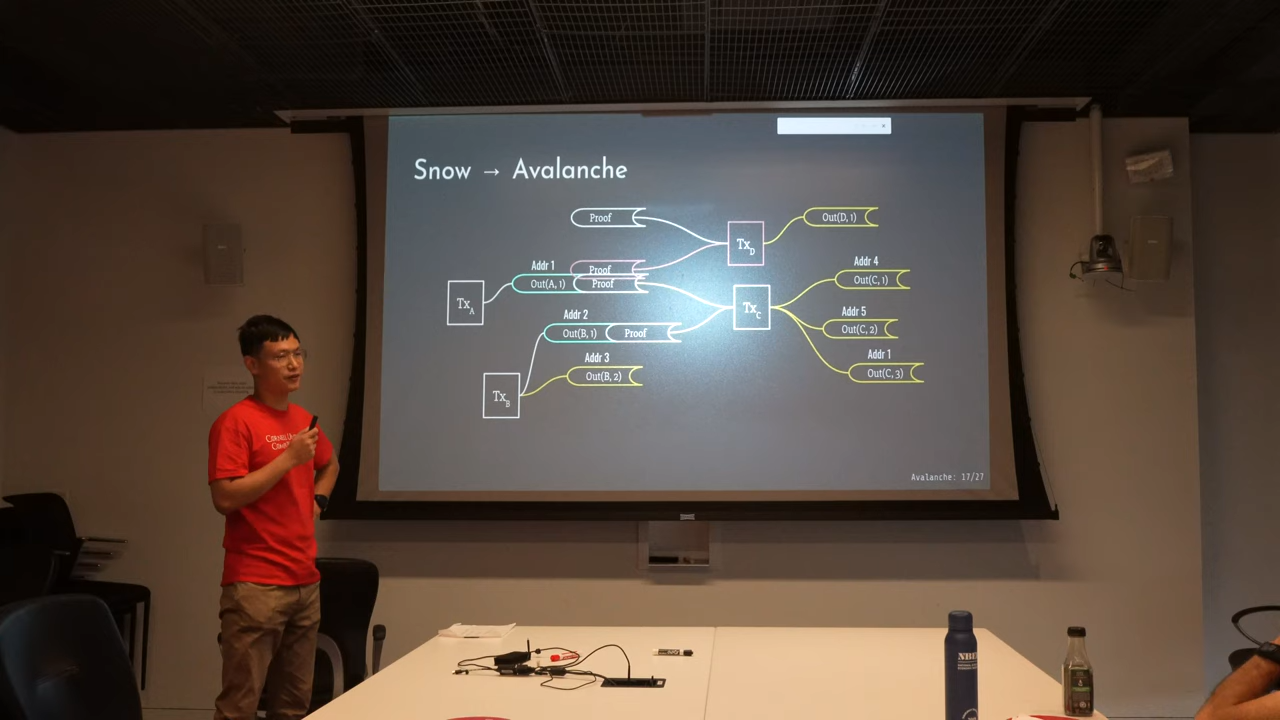 Snow → Avalanche
Proof
Out(D, 1)
Tx_D
Addr 1
Proof
Addr 4
Tx_A
Out(A, 1)
Proof
Out(C, 1)
Tx_C
Addr 2
Addr 5
Out(B, 1)
Proof
Out(C, 2)
Addr 3
Addr 1
Out(B, 2)
Out(C, 3)
Tx_B
Avalanche: 17/27